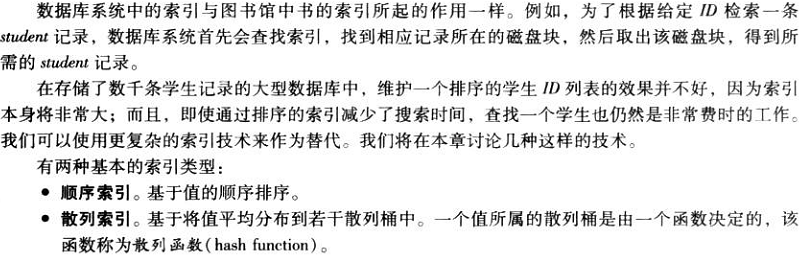 数据库系统中的索引与图书馆中书的索引所起的作用一样。例如，为了根据给定 ID 检索一条
student 记录，数据库系统首先会查找索引，找到相应记录所在的磁盘块，然后取出该磁盘块，得到所
需的 student 记录。
在存储了数千条学生记录的大型数据库中，维护一个排序的学生 ID 列表的效果并不好，因为索引
本身将非常大；而且，即使通过排序的索引减少了搜索时间，查找一个学生也仍然是非常费时的工作。
我们可以使用更复杂的索引技术来作为替代。我们将在本章讨论几种这样的技术。
有两种基本的索引类型：
● 顺序索引。基于值的顺序排序。
● 散列索引。基于将值平均分布到若干散列桶中。一个值所属的散列桶是由一个函数决定的，该
函数称为散列函数(hash function)。